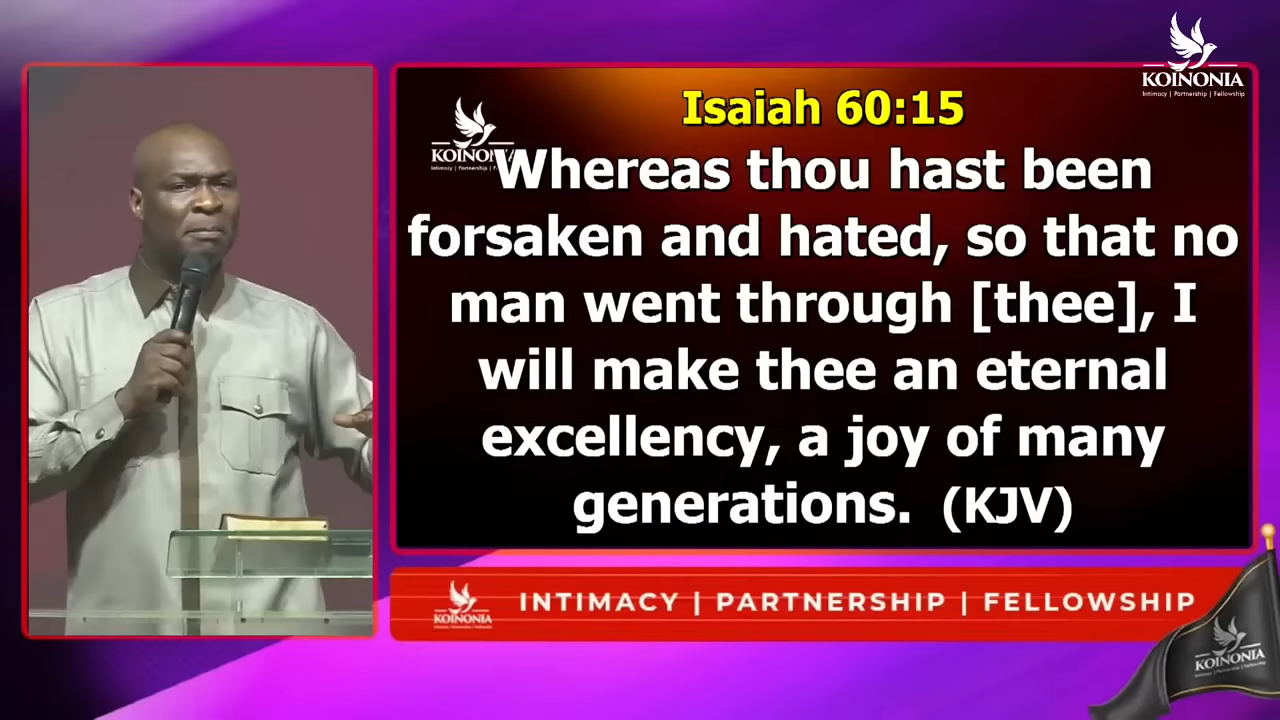 KOINONIA
Intimacy | Partnership | Fellowship
Isaiah 60:15
Whereas thou hast been
forsaken and hated, so that no
man went through [thee], I
will make thee an eternal
excellency, a joy of many
generations. (KJV)
KOINONIA
Intimacy | Partnership |
KOINONIA
INTIMACY | PARTNERSHIP | FELLOWSHIP
KOINONIA